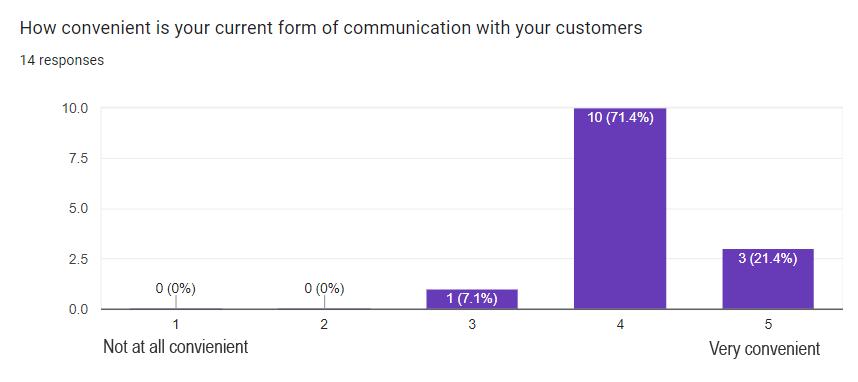 How convenient is your current form of communication with your customers
14 responses
10.0
7.5
5.0
2.5
0.0
0 (0%)
0 (0%)
1 (7.1%)
10 (71.4%)
3 (21.4%)
1 2 3 4 5
Not at all convienient Very convenient